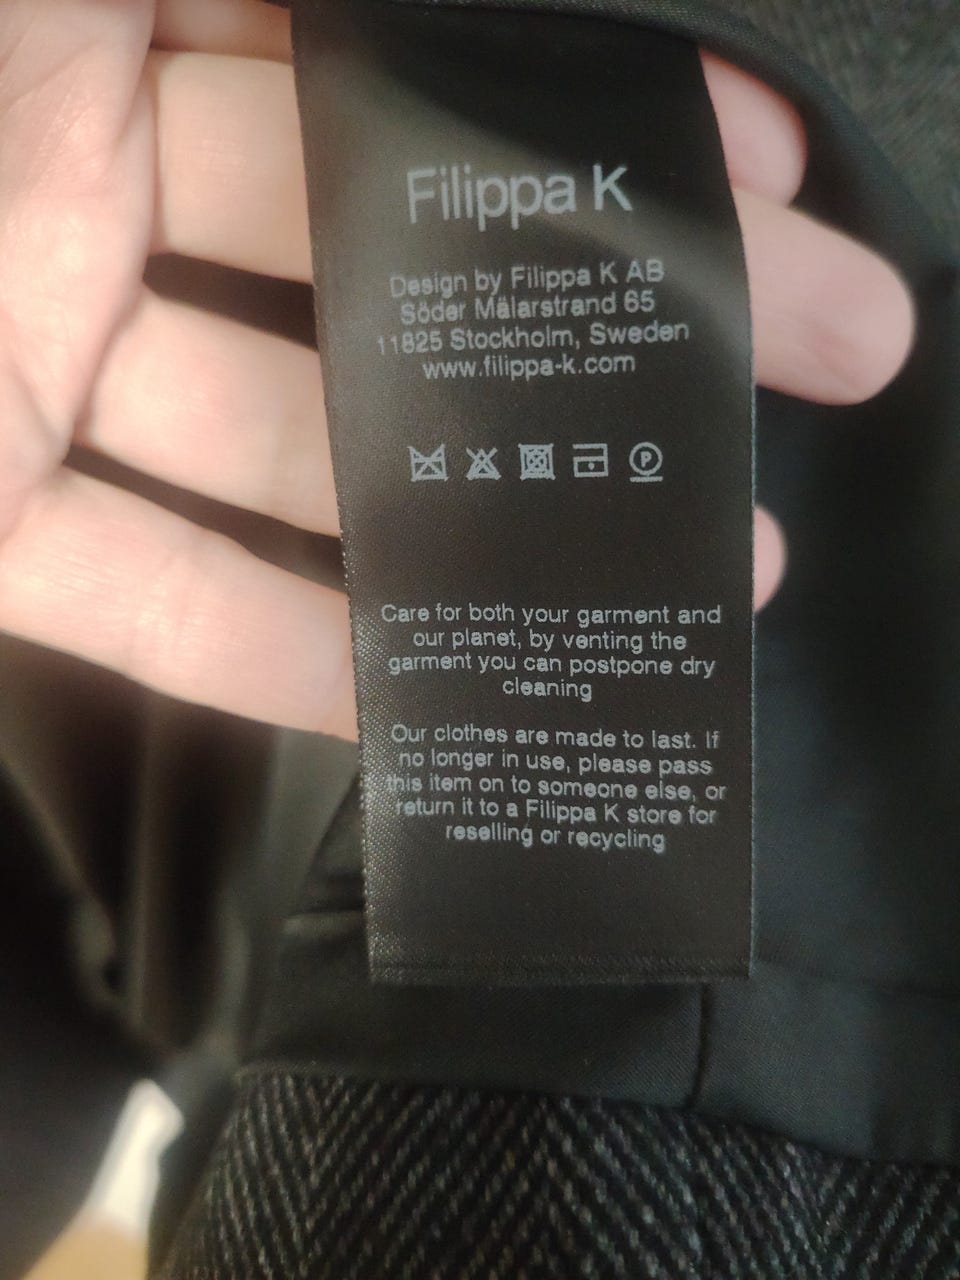 Filippa K
Design by Filippa K AB
Söder Mälarstrand 65
11825 Stockholm, Sweden
www.filippa-k.com
P
Care for both your garment and
our planet, by venting the
garment you can postpone dry
cleaning
Our clothes are made to last. If
no longer in use, please pass
this item on to someone else, or
return it to a Filippa K store for
reselling or recycling